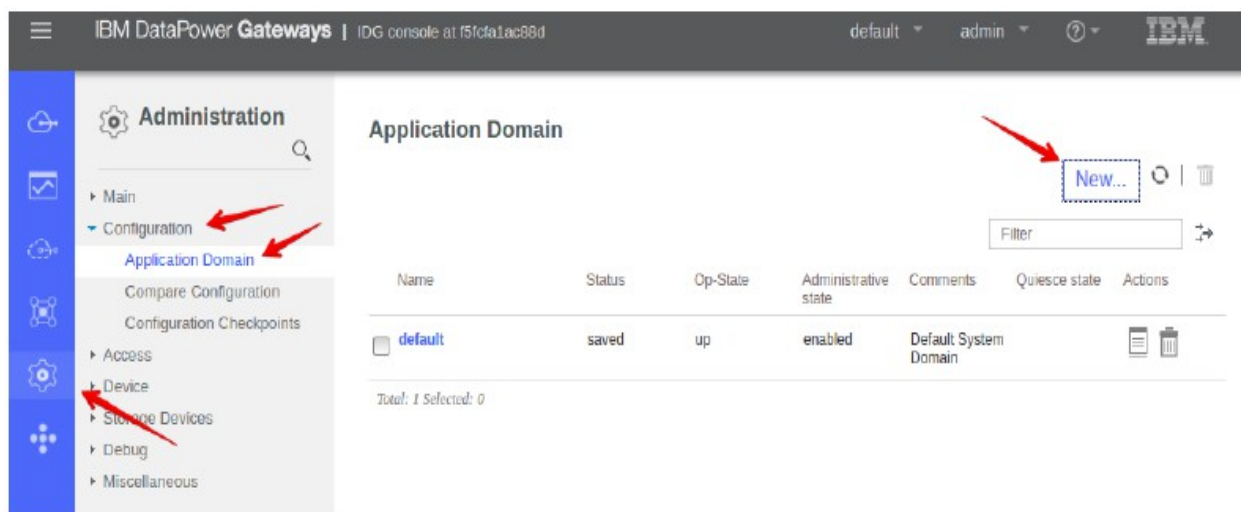 IBM DataPower Gateways | IDG console at f5fcfa1ac88d
default
admin
?
IBM
Administration
Main
Configuration
Application Domain
Compare Configuration
Configuration Checkpoints
Access
Device
Storage Devices
Debug
Miscellaneous
Application Domain
New...
Filter
Name Status Op-State Administrative state Comments Quiesce state Actions
default saved up enabled Default System Domain
Total: 1 Selected: 0